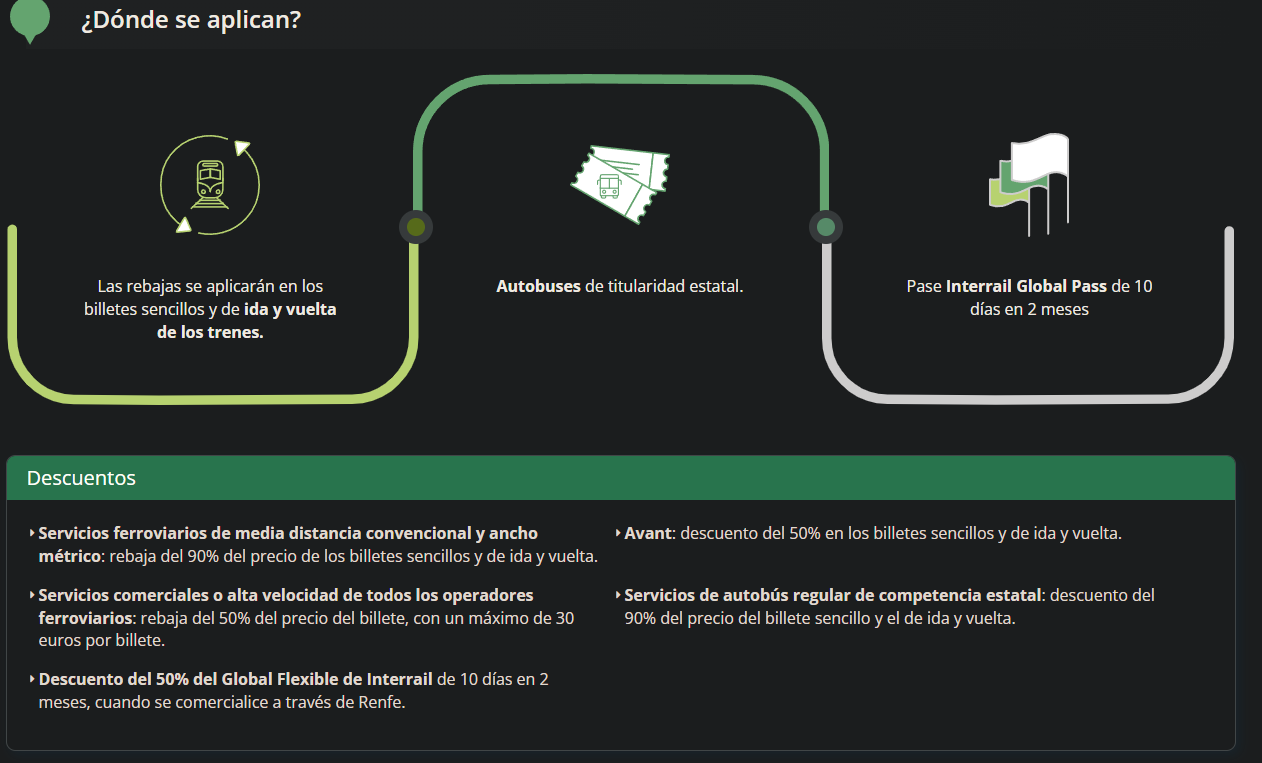 ¿Dónde se aplican?
Las rebajas se aplicarán en los
billetes sencillos y de ida y vuelta
de los trenes.
Autobuses de titularidad estatal.
Pase Interrail Global Pass de 10
días en 2 meses
Descuentos
Servicios ferroviarios de media distancia convencional y ancho
métrico: rebaja del 90% del precio de los billetes sencillos y de ida y vuelta.
Avant: descuento del 50% en los billetes sencillos y de ida y vuelta.
Servicios comerciales o alta velocidad de todos los operadores
ferroviarios: rebaja del 50% del precio del billete, con un máximo de 30
euros por billete.
Servicios de autobús regular de competencia estatal: descuento del
90% del precio del billete sencillo y el de ida y vuelta.
Descuento del 50% del Global Flexible de Interrail de 10 días en 2
meses, cuando se comercialice a través de Renfe.